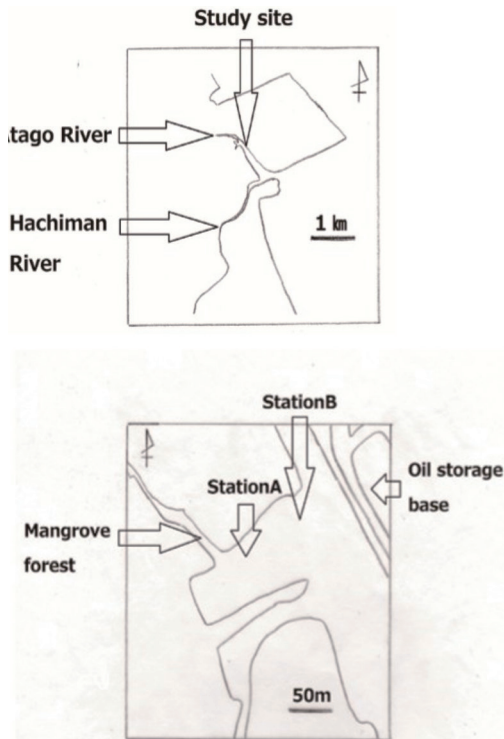 Study site
tago River
Hachiman
River
1 km
StationB
StationA
Oil storage
base
Mangrove
forest
50m